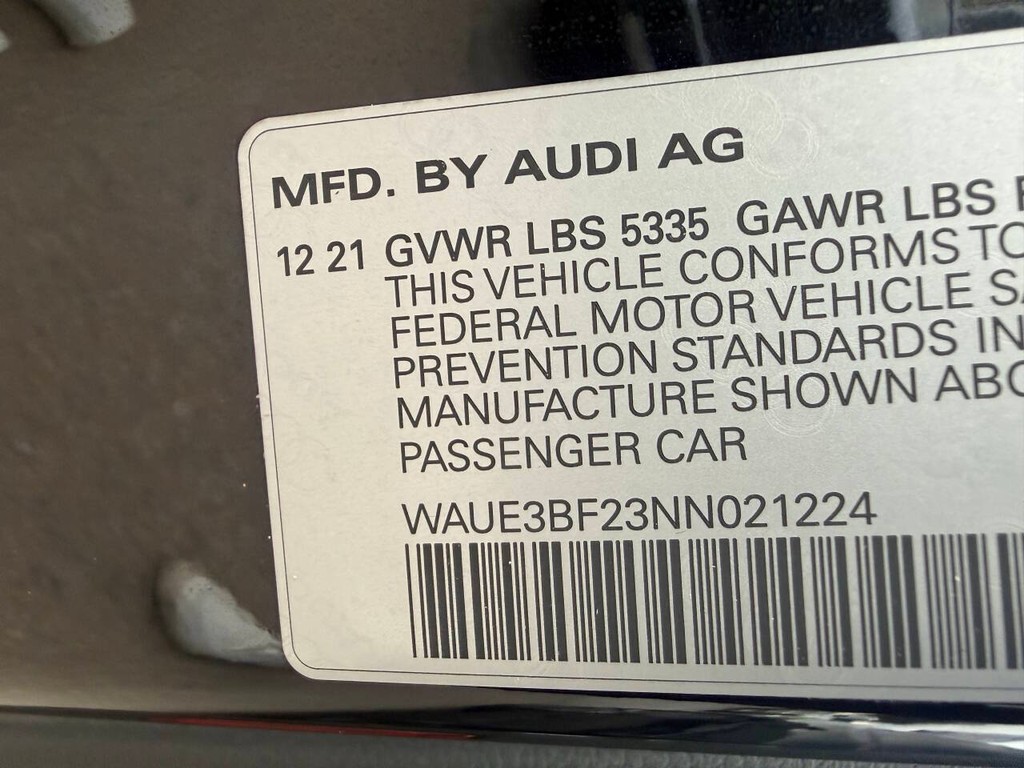 MFD. BY AUDI AG
12 21 GVWR LBS 5335 GAWR LBS
THIS VEHICLE CONFORMS TO
FEDERAL MOTOR VEHICLE
PREVENTION STANDARDS IN
MANUFACTURE SHOWN
PASSENGER CAR
WAUE3BF23NN021224